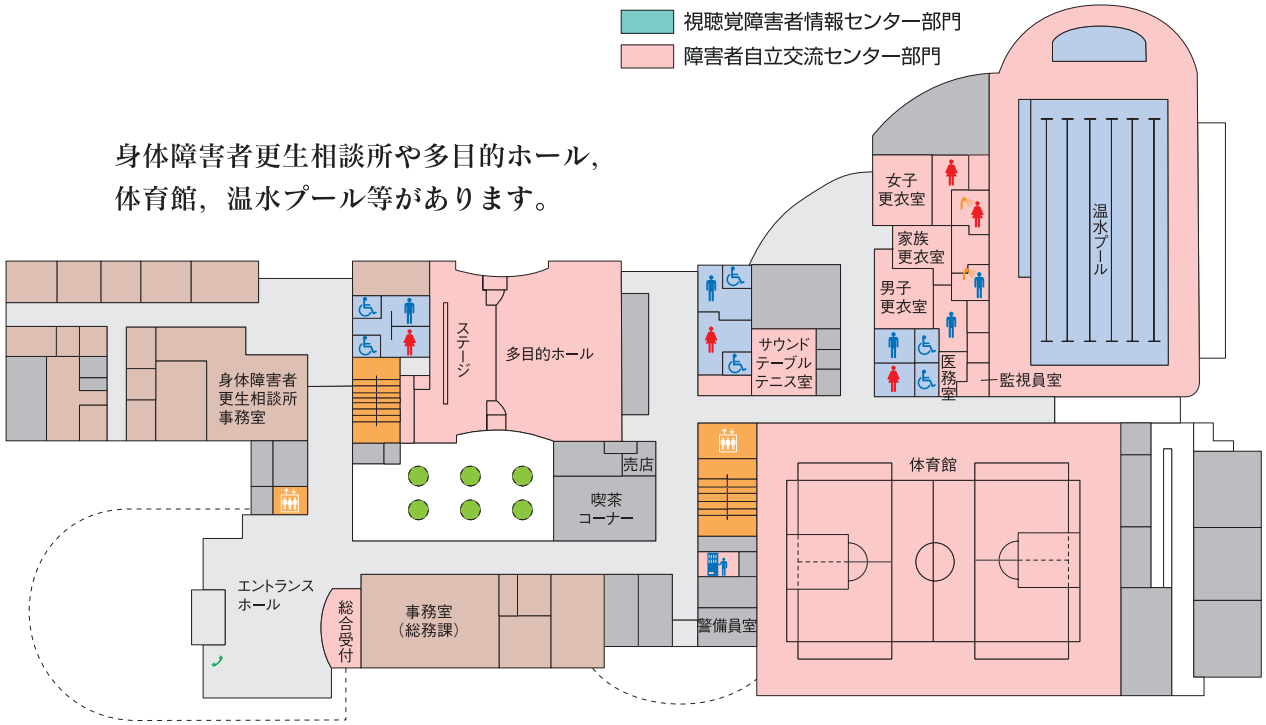 視聴覚障害者情報センター部門
障害者自立交流センター部門
身体障害者更生相談所や多目的ホール,
体育館，温水プール等があります。
女子
更衣室
家族
更衣室
男子
更衣室
温水プール
医務室
監視員室
サウンド
テーブル
テニス室
ステージ
多目的ホール
身体障害者
更生相談所
事務室
売店
喫茶
コーナー
体育館
エントランス
ホール
総合受付
事務室
（総務課）
警備員室